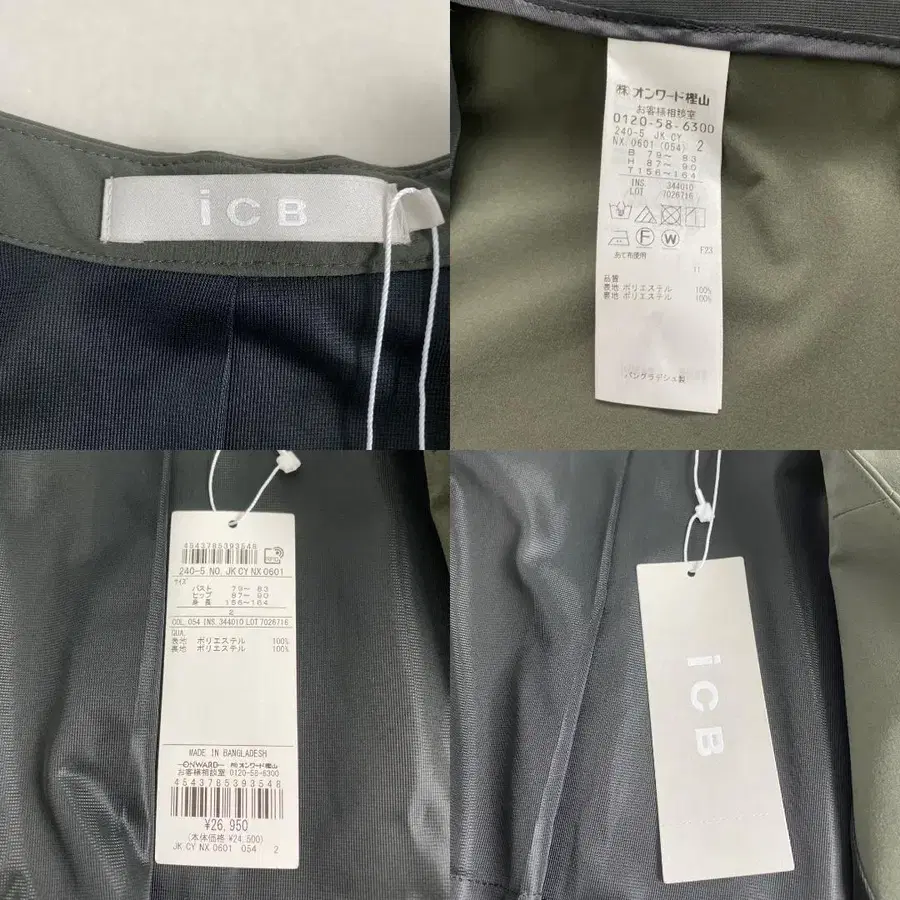 iCB
㈱オンワード樫山
お客様相談室
0120-58-6300
240-5 JK.CY 2
NX.0601 (054)
B 79〜 83
H 87〜 90
T 156〜164
INS. 344010
LOT 7026716
F
W
あて布使用
F23
11
品質
表地 ポリエステル 100%
裏地 ポリエステル 100%
バングラデシュ製
4543785393548
240-5 NO. JK CY NX 0601
サイズ
バスト 79〜 83
ヒップ 87〜 90
身長 156〜164
2
COL.054 INS.344010 LOT 7026716
QUA.
表地 ポリエステル 100%
裏地 ポリエステル 100%
MADE IN BANGLADESH
—ONWARD— ㈱オンワード樫山
お客様相談室 0120-58-6300
4543785393548
¥26,950
(本体価格 ¥24,500)
JK CY NX 0601 054 2
iCB